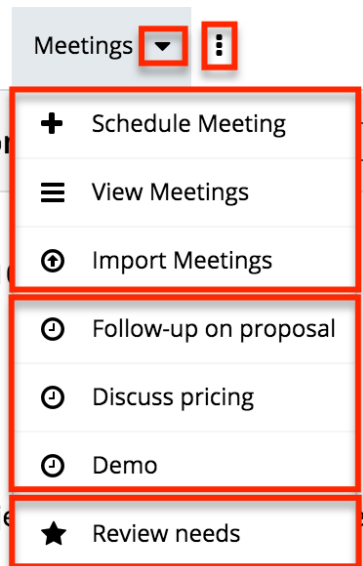 Meetings
Schedule Meeting
View Meetings
Import Meetings
Follow-up on proposal
Discuss pricing
Demo
Review needs